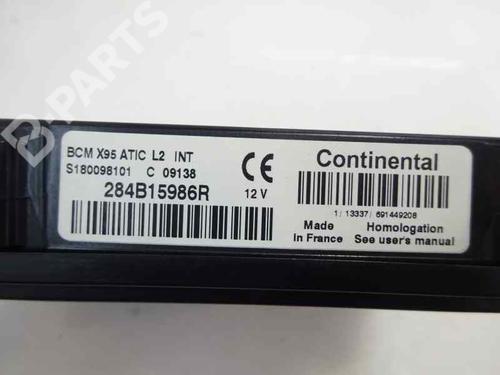 BCM X95 ATIC L2 INT
S180098101 C 09138
284B15986R 12 V
CE
Continental
1/ 13337/ 691449208
Made in France
Homologation
See user's manual
B-PARTS